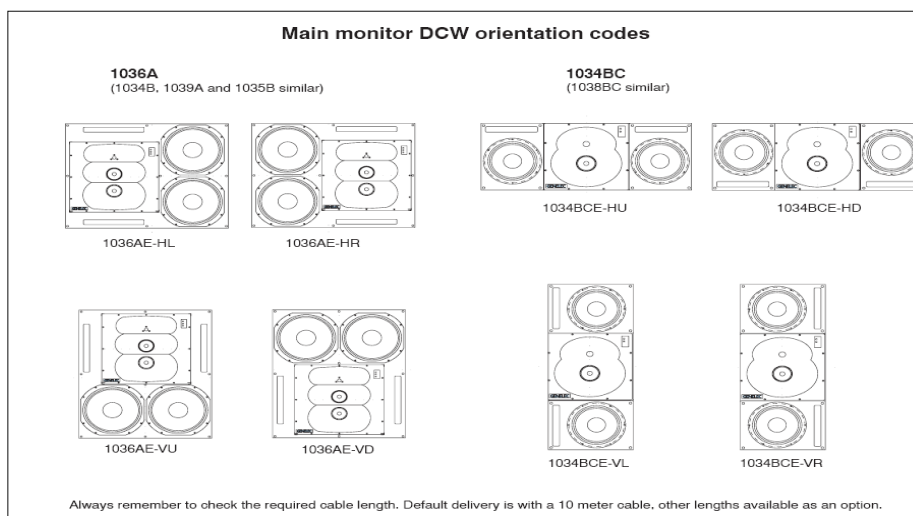 Main monitor DCW orientation codes
1036A
(1034B, 1039A and 1035B similar)
1034BC
(1038BC similar)
1036AE-HL
1036AE-HR
1034BCE-HU
1034BCE-HD
1036AE-VU
1036AE-VD
1034BCE-VL
1034BCE-VR
Always remember to check the required cable length. Default delivery is with a 10 meter cable, other lengths available as an option.